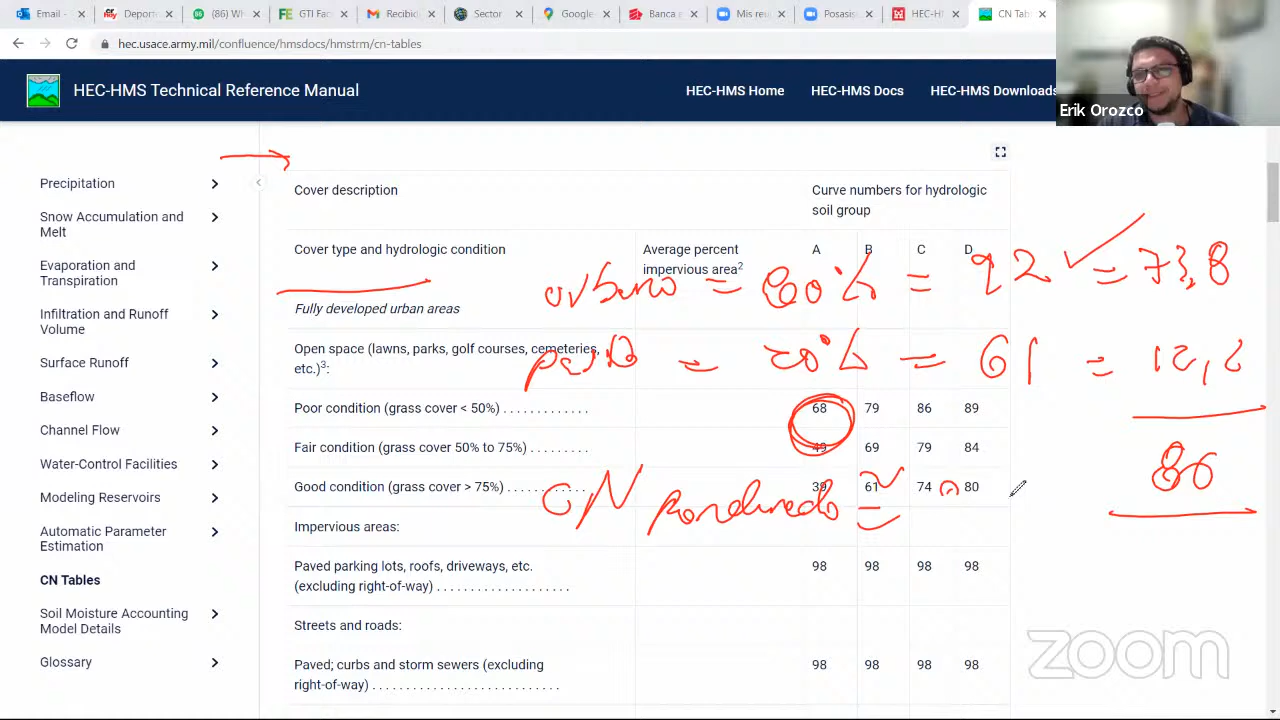 Email
Deporte
(86) Wh
GTI Fac
Recibid
Sector
Google
Banca e
Mis reu
Posasis
HEC-H
CN Tab
hec.usace.army.mil/confluence/hmsdocs/hmstrm/cn-tables
HEC-HMS Technical Reference Manual
HEC-HMS Home
HEC-HMS Docs
HEC-HMS Downloads
Erik Orozco
Precipitation
Snow Accumulation and
Melt
Evaporation and
Transpiration
Infiltration and Runoff
Volume
Surface Runoff
Baseflow
Channel Flow
Water-Control Facilities
Modeling Reservoirs
Automatic Parameter
Estimation
CN Tables
Soil Moisture Accounting
Model Details
Glossary
Cover description
Curve numbers for hydrologic
soil group
Cover type and hydrologic condition
Average percent
impervious area2
A B C D
urbano = 80% = 92 = 73,8
Fully developed urban areas
Open space (lawns, parks, golf courses, cemeteries,
etc.)3:
pasto = 20% = 61 = 12,2
86
Poor condition (grass cover < 50%) . . . . . . . . . . . . . 68 79 86 89
Fair condition (grass cover 50% to 75%) . . . . . . . . . 49 69 79 84
Good condition (grass cover > 75%) . . . . . . . . . . . . 39 61 74 80
CN ponderado ≅
Impervious areas:
Paved parking lots, roofs, driveways, etc.
(excluding right-of-way) . . . . . . . . . . . . . . . . . . . . 98 98 98 98
Streets and roads:
Paved; curbs and storm sewers (excluding
right-of-way) . . . . . . . . . . . . . . . . . . . . . . . . . . . 98 98 98 98
zoom